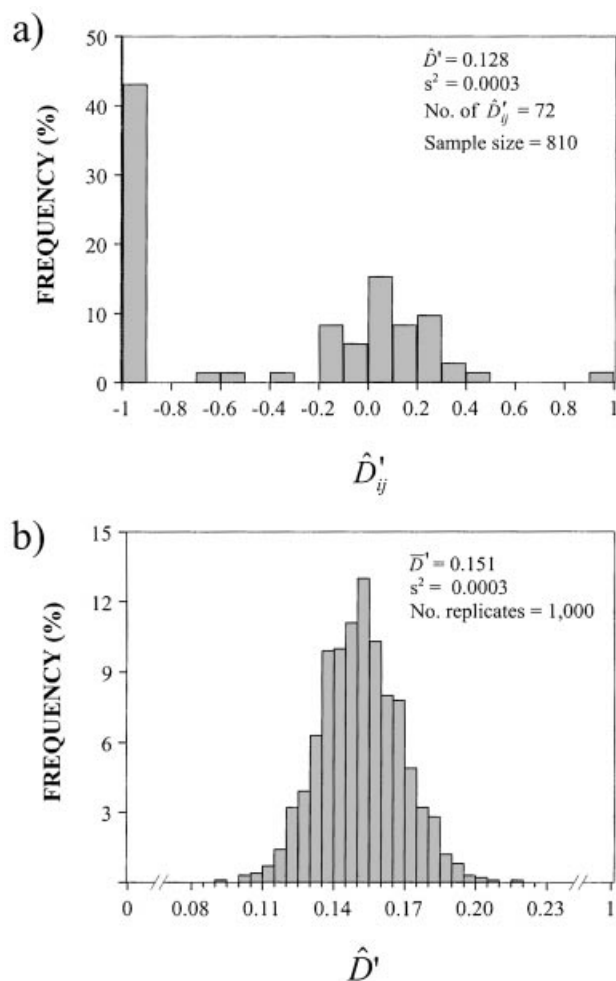 a)
50
40
30
20
10
0
FREQUENCY (%)
D̂' = 0.128
s² = 0.0003
No. of D̂'ij = 72
Sample size = 810
-1 -0.8 -0.6 -0.4 -0.2 0.0 0.2 0.4 0.6 0.8 1
D̂'ij
b)
15
12
9
6
3
FREQUENCY (%)
D̅' = 0.151
s² = 0.0003
No. replicates = 1,000
0 0.08 0.11 0.14 0.17 0.20 0.23 1
D̂'